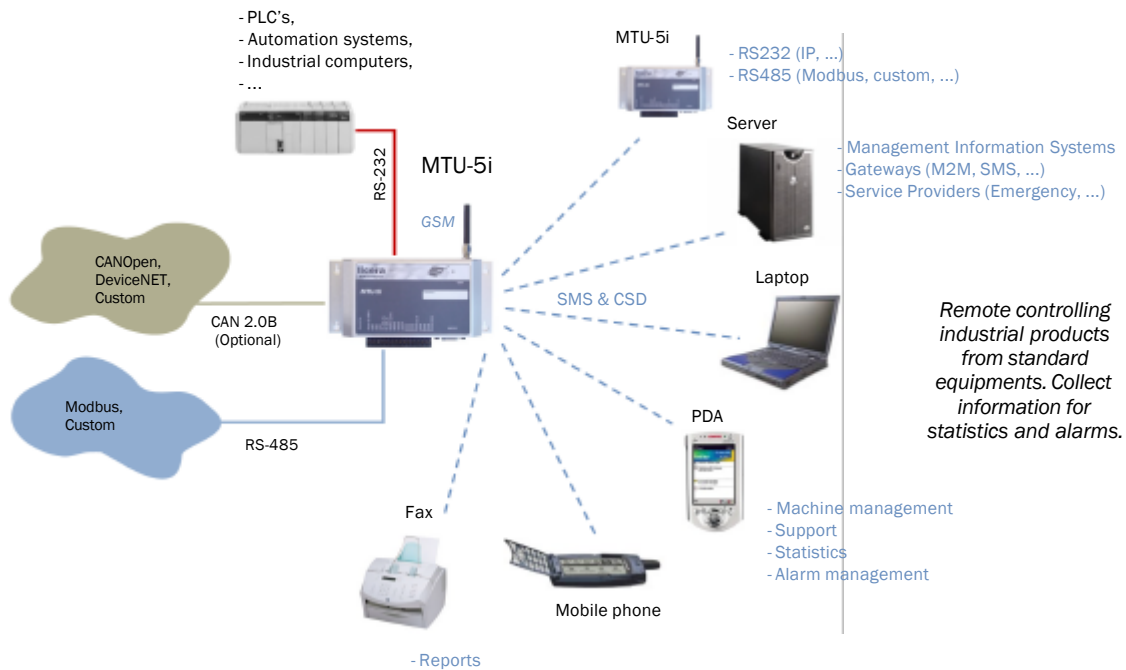 - PLC's,
- Automation systems,
- Industrial computers,
- ...
MTU-5i
- RS232 (IP, ...)
- RS485 (Modbus, custom, ...)
Server
- Management Information Systems
- Gateways (M2M, SMS, ...)
- Service Providers (Emergency, ...)
RS-232
MTU-5i
GSM
CANOpen,
DeviceNET,
Custom
CAN 2.0B
(Optional)
SMS & CSD
Laptop
Remote controlling
industrial products
from standard
equipments. Collect
information for
statistics and alarms.
Modbus,
Custom
RS-485
PDA
- Machine management
- Support
- Statistics
- Alarm management
Fax
Mobile phone
- Reports